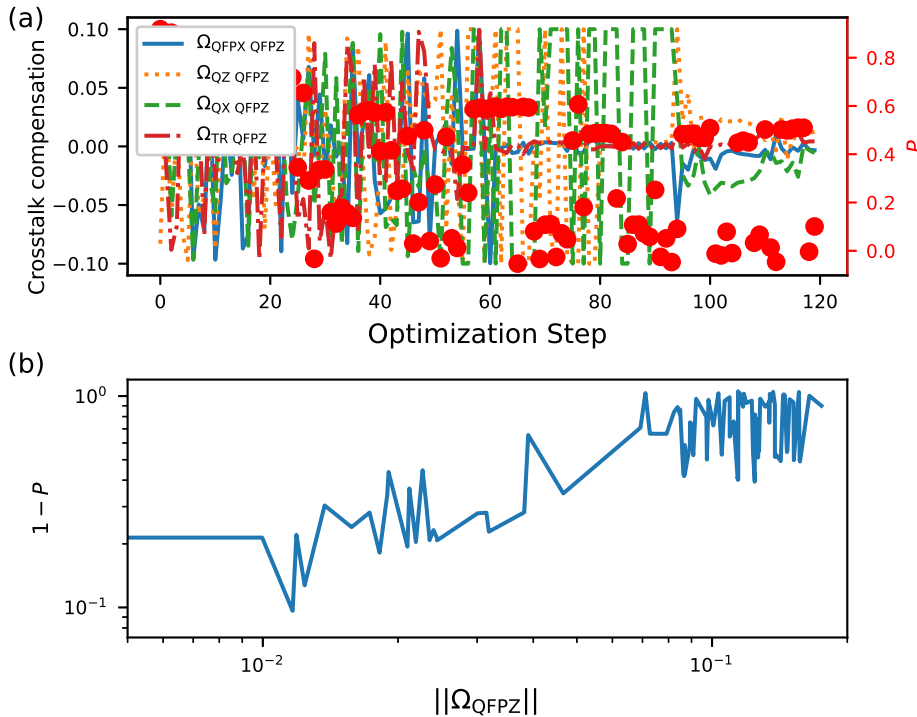 (a)
0.10
0.05
0.00
−0.05
−0.10
Crosstalk compensation
Ω_QFPX QFPZ
Ω_QZ QFPZ
Ω_QX QFPZ
Ω_TR QFPZ
0.8
0.6
0.4
0.2
0.0
P
0 20 40 60 80 100 120
Optimization Step
(b)
10⁰
10⁻¹
1 − P
10⁻² 10⁻¹
||Ω_QFPZ||